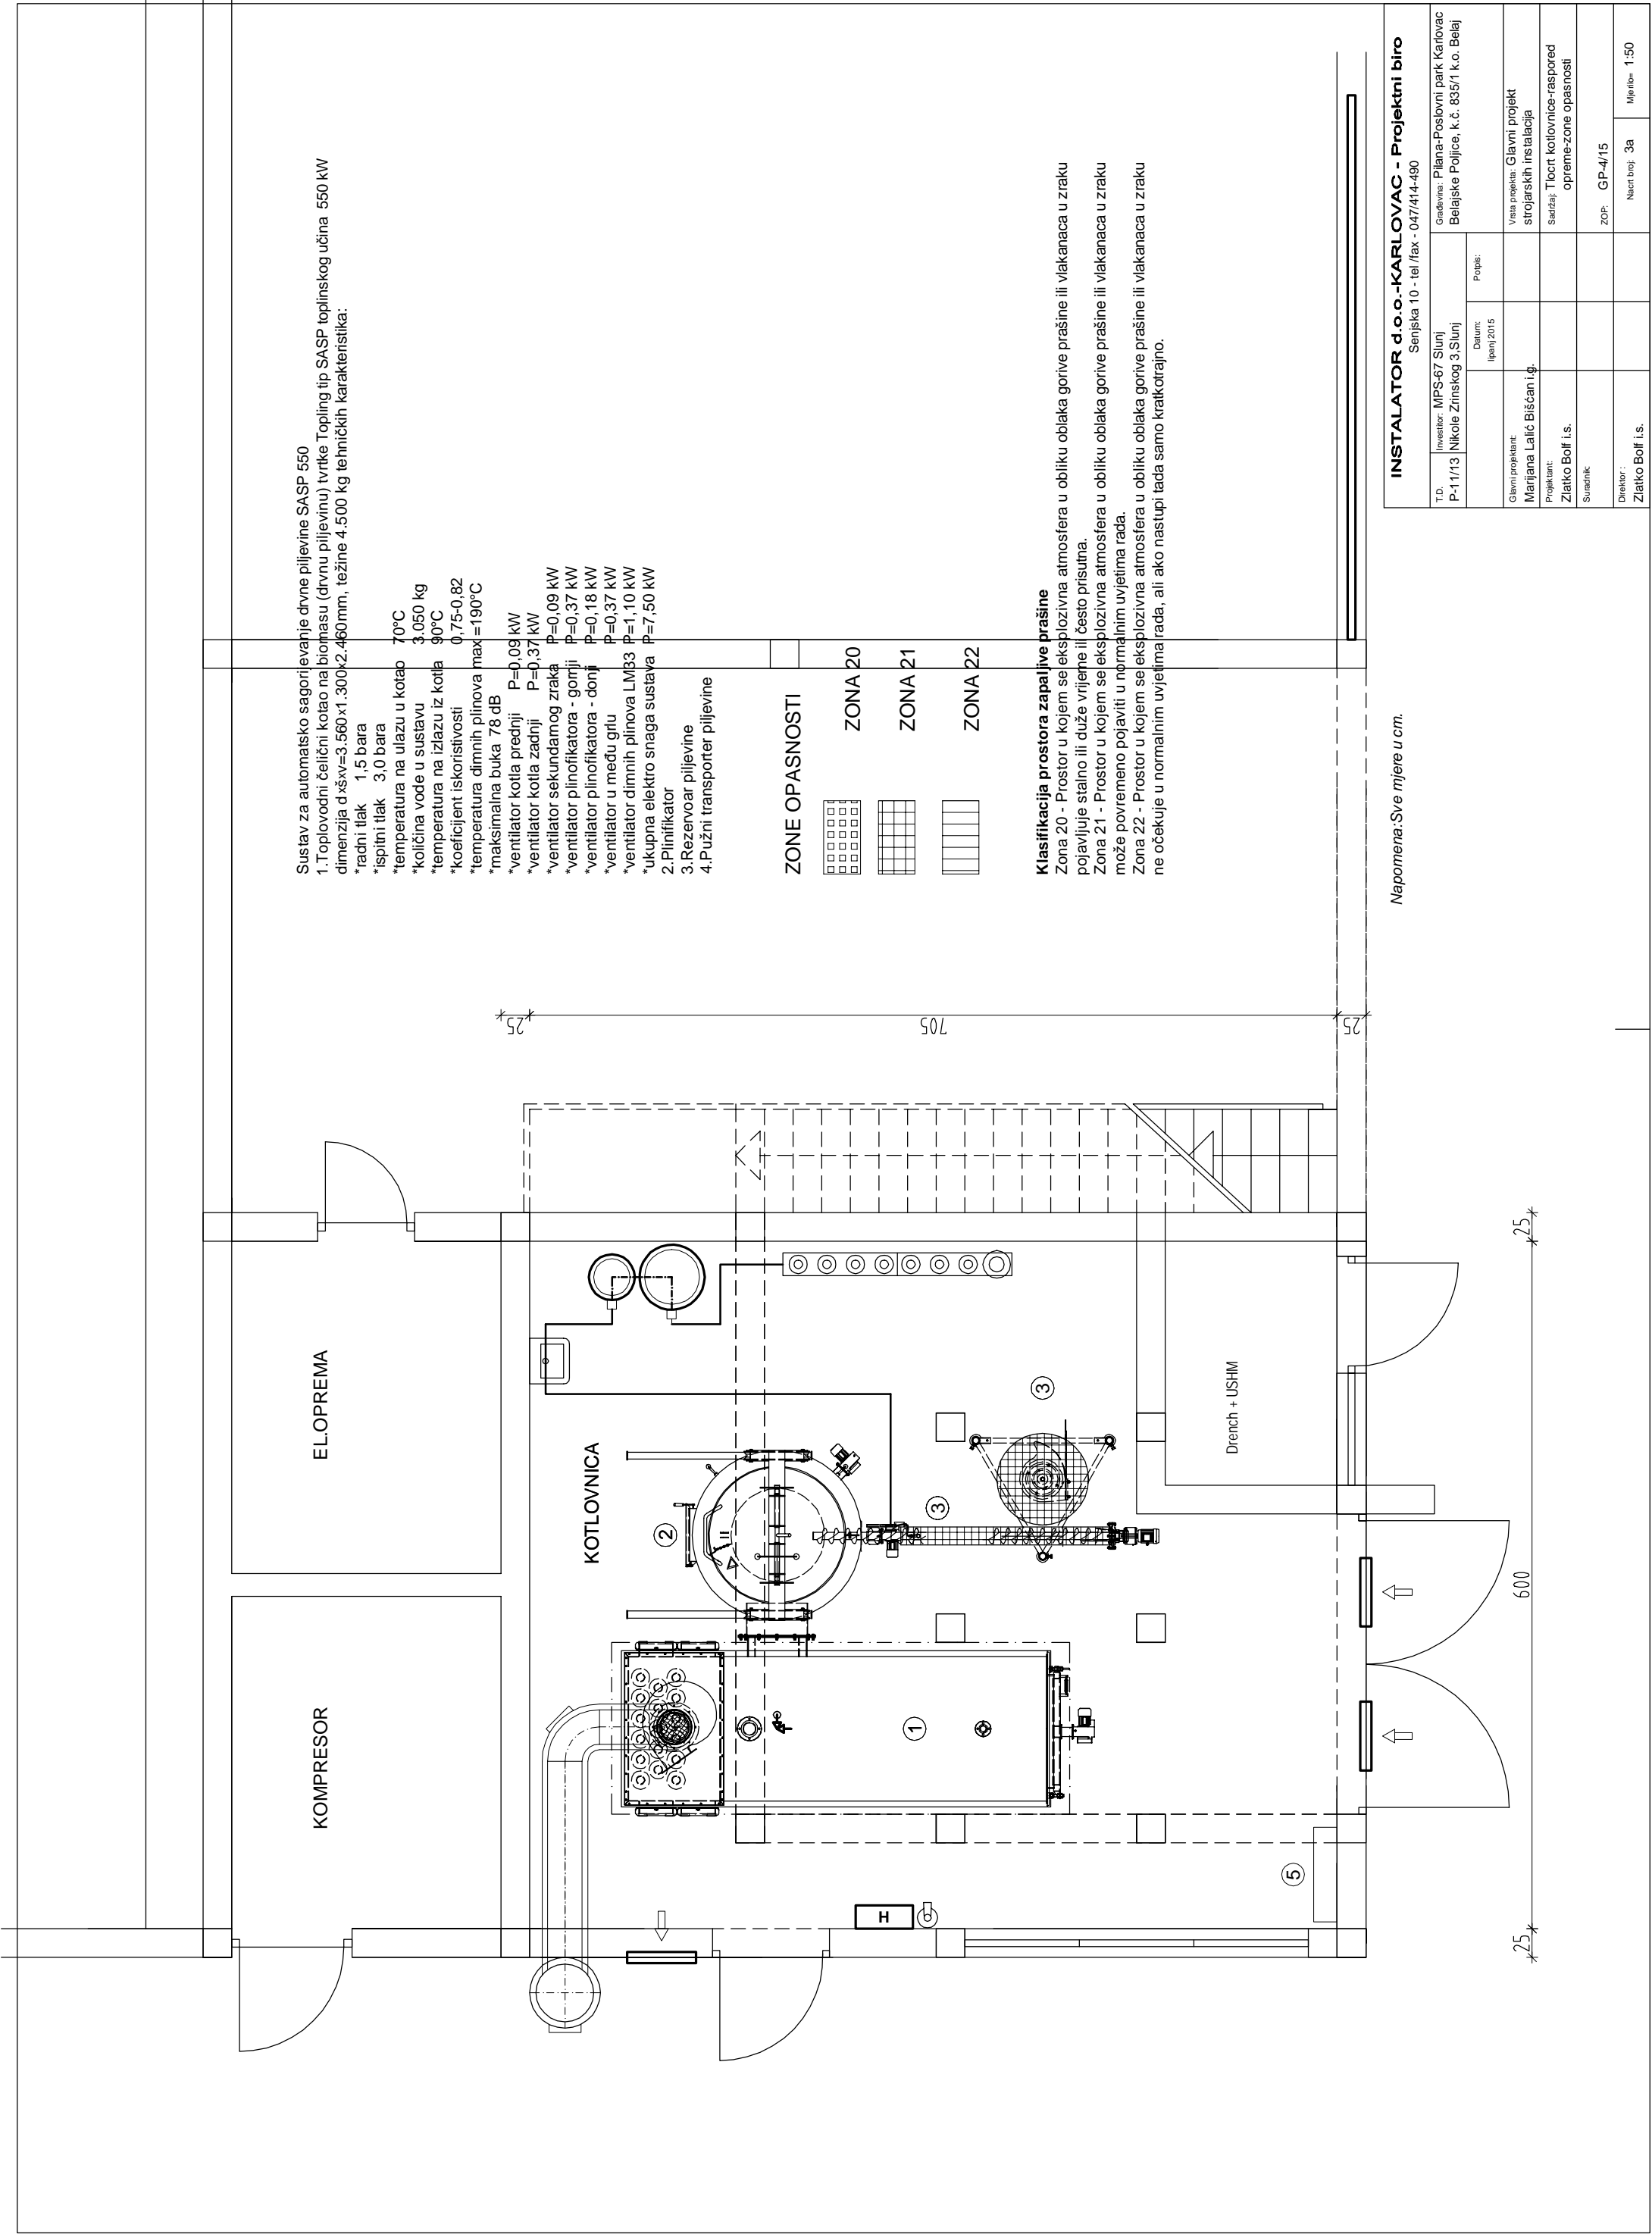 Sustav za automatsko sagorijevanje drvne piljevine SASP 550
1.Toplovodni čelični kotao na biomasu (drvnu piljevinu) tvrtke Topling tip SASP toplinskog učina 550 kW
dimenzija dxšxv=3.560x1.300x2.460mm, težine 4.500 kg tehničkih karakteristika:
*radni tlak 1,5 bara
*ispitni tlak 3,0 bara
*temperatura na ulazu u kotao 70°C
*količina vode u sustavu 3.050 kg
*temperatura na izlazu iz kotla 90°C
*koeficijent iskoristivosti 0,75-0,82
*temperatura dimnih plinova max=190°C
*maksimalna buka 78 dB
*ventilator kotla prednji P=0,09 kW
*ventilator kotla zadnji P=0,37 kW
*ventilator sekundarnog zraka P=0,09 kW
*ventilator plinofikatora - gornji P=0,37 kW
*ventilator plinofikatora - donji P=0,18 kW
*ventilator u među grlu P=0,37 kW
*ventilator dimnih plinova LM33 P=1,10 kW
*ukupna elektro snaga sustava P=7,50 kW
2.Plinifikator
3.Rezervoar piljevine
4.Pužni transporter piljevine
ZONE OPASNOSTI
ZONA 20
ZONA 21
ZONA 22
Klasifikacija prostora zapaljive prašine
Zona 20 - Prostor u kojem se eksplozivna atmosfera u obliku oblaka gorive prašine ili vlakanaca u zraku
pojavljuje stalno ili duže vrijeme ili često prisutna.
Zona 21 - Prostor u kojem se eksplozivna atmosfera u obliku oblaka gorive prašine ili vlakanaca u zraku
može povremeno pojaviti u normalnim uvjetima rada.
Zona 22 - Prostor u kojem se eksplozivna atmosfera u obliku oblaka gorive prašine ili vlakanaca u zraku
ne očekuje u normalnim uvjetima rada, ali ako nastupi tada samo kratkotrajno.
KOMPRESOR
EL.OPREMA
KOTLOVNICA
1
2
3
3
5
H
Drench + USHM
25
705
25
25
600
25
Napomena:Sve mjere u cm.
INSTALATOR d.o.o.-KARLOVAC - Projektni biro
Senjska 10 - tel /fax - 047/414-490
T.D.
P-11/13
Investitor: MPS-67 Slunj
Nikole Zrinskog 3,Slunj
Građevina: Pilana-Poslovni park Karlovac
Belajske Poljice, k.č. 835/1 k.o. Belaj
Datum:
lipanj 2015
Potpis:
Glavni projektant:
Marijana Lalić Bišćan i.g.
Vrsta projekta: Glavni projekt
strojarskih instalacija
Projektant:
Zlatko Bolf i.s.
Sadržaj: Tlocrt kotlovnice-raspored
opreme-zone opasnosti
Suradnik:
ZOP: GP-4/15
Direktor :
Zlatko Bolf i.s.
Nacrt broj: 3a
Mjerilo= 1:50